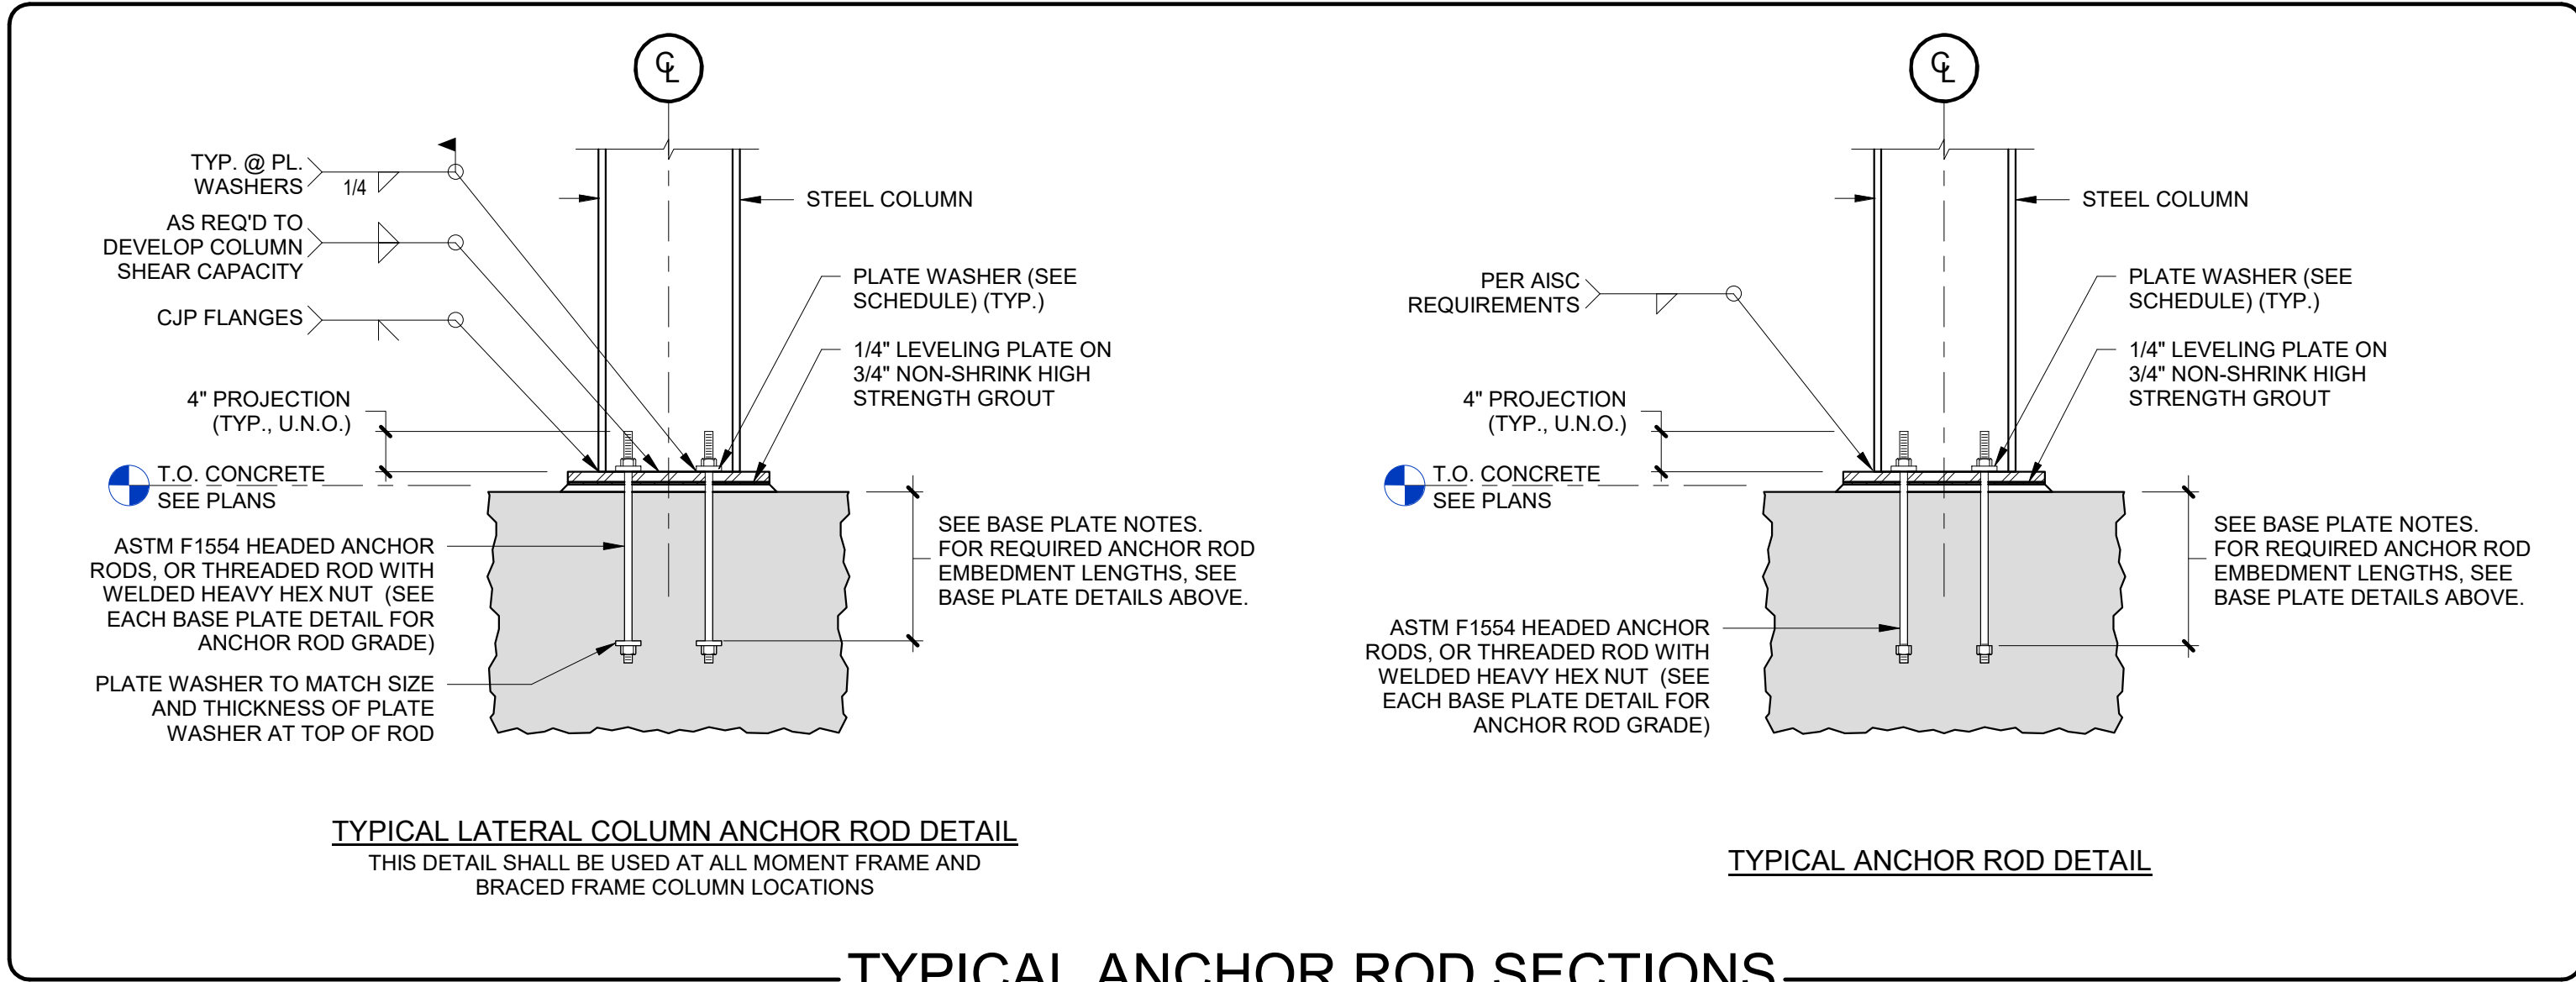 ℄
TYP. @ PL.
WASHERS
1/4
AS REQ'D TO
DEVELOP COLUMN
SHEAR CAPACITY
CJP FLANGES
4" PROJECTION
(TYP., U.N.O.)
T.O. CONCRETE
SEE PLANS
ASTM F1554 HEADED ANCHOR
RODS, OR THREADED ROD WITH
WELDED HEAVY HEX NUT (SEE
EACH BASE PLATE DETAIL FOR
ANCHOR ROD GRADE)
PLATE WASHER TO MATCH SIZE
AND THICKNESS OF PLATE
WASHER AT TOP OF ROD
STEEL COLUMN
PLATE WASHER (SEE
SCHEDULE) (TYP.)
1/4" LEVELING PLATE ON
3/4" NON-SHRINK HIGH
STRENGTH GROUT
SEE BASE PLATE NOTES.
FOR REQUIRED ANCHOR ROD
EMBEDMENT LENGTHS, SEE
BASE PLATE DETAILS ABOVE.
TYPICAL LATERAL COLUMN ANCHOR ROD DETAIL
THIS DETAIL SHALL BE USED AT ALL MOMENT FRAME AND
BRACED FRAME COLUMN LOCATIONS
℄
PER AISC
REQUIREMENTS
4" PROJECTION
(TYP., U.N.O.)
T.O. CONCRETE
SEE PLANS
ASTM F1554 HEADED ANCHOR
RODS, OR THREADED ROD WITH
WELDED HEAVY HEX NUT (SEE
EACH BASE PLATE DETAIL FOR
ANCHOR ROD GRADE)
STEEL COLUMN
PLATE WASHER (SEE
SCHEDULE) (TYP.)
1/4" LEVELING PLATE ON
3/4" NON-SHRINK HIGH
STRENGTH GROUT
SEE BASE PLATE NOTES.
FOR REQUIRED ANCHOR ROD
EMBEDMENT LENGTHS, SEE
BASE PLATE DETAILS ABOVE.
TYPICAL ANCHOR ROD DETAIL
TYPICAL ANCHOR ROD SECTIONS